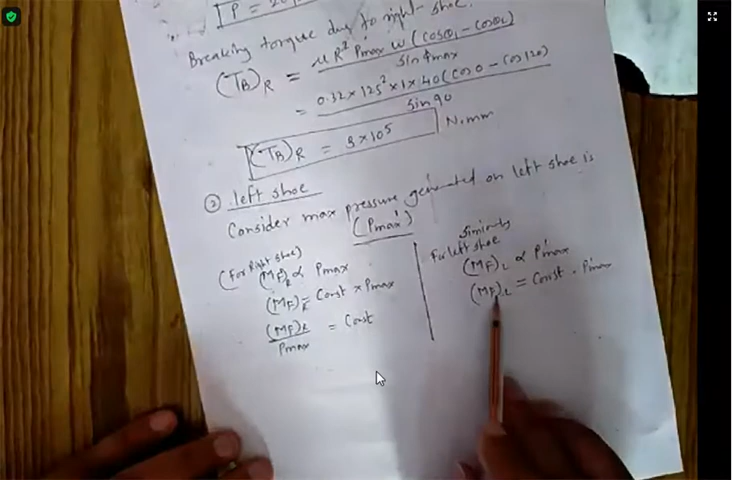 P = 20
Breaking torque due to right-shoe.
(TB)R = μ R² Pmax w (cosθ1 - cosθ2
sin φmax
= 0.32 × 125² × 1 × 40 (cos 0 - cos 120)
sin 90
(TB)R = 3 × 10⁵ N.mm
② left shoe
Consider max pressure generated on left shoe is
(P'max)
(For Right shoe)
(MF)R ∝ Pmax
(MF)R = Const × Pmax
(MF)R
Pmax = Const
Similarly
For left shoe
(MF)L ∝ P'max
(MF)L = Const . P'max